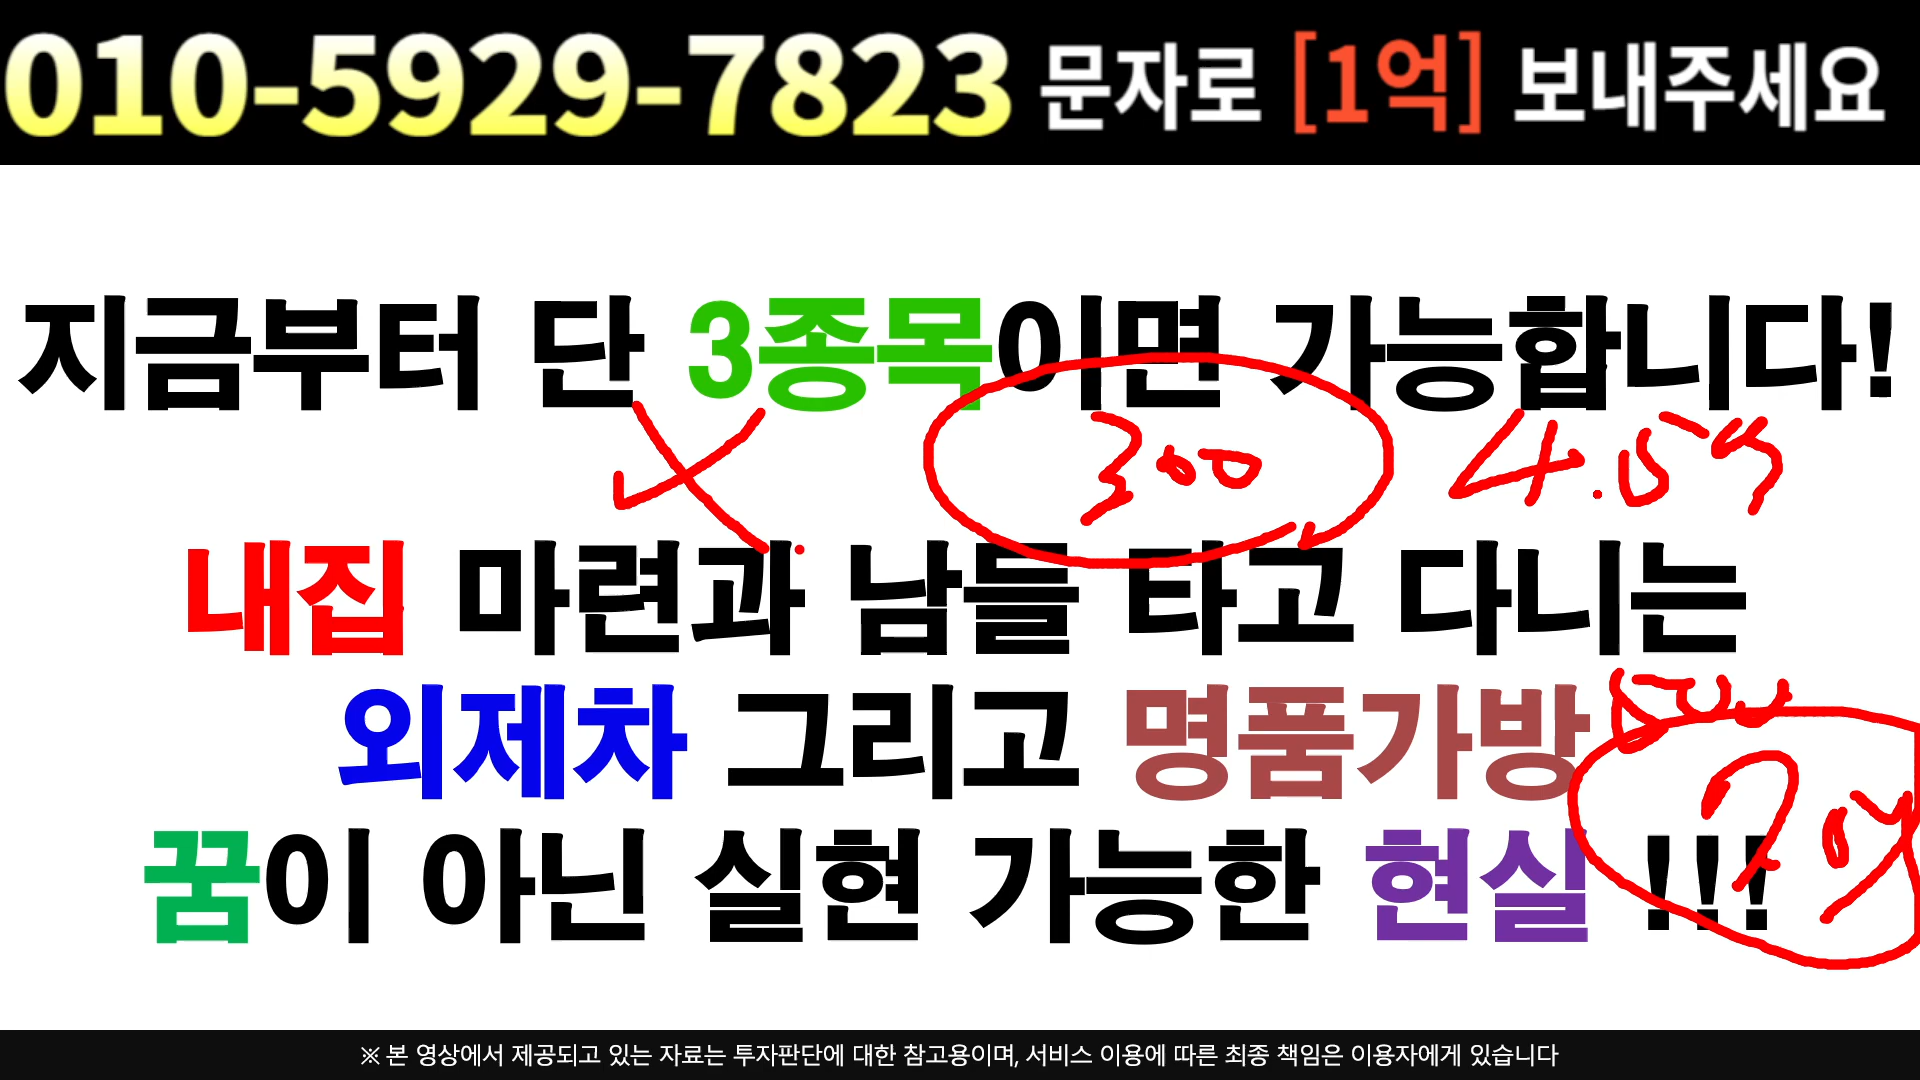 010-5929-7823 문자로 [1억] 보내주세요
지금부터 단 3종목이면 가능합니다!
300 4.5억
내집 마련과 남들 타고 다니는
500
외제차 그리고 명품가방
꿈이 아닌 실현 가능한 현실 !!!
※ 본 영상에서 제공되고 있는 자료는 투자판단에 대한 참고용이며, 서비스 이용에 따른 최종 책임은 이용자에게 있습니다